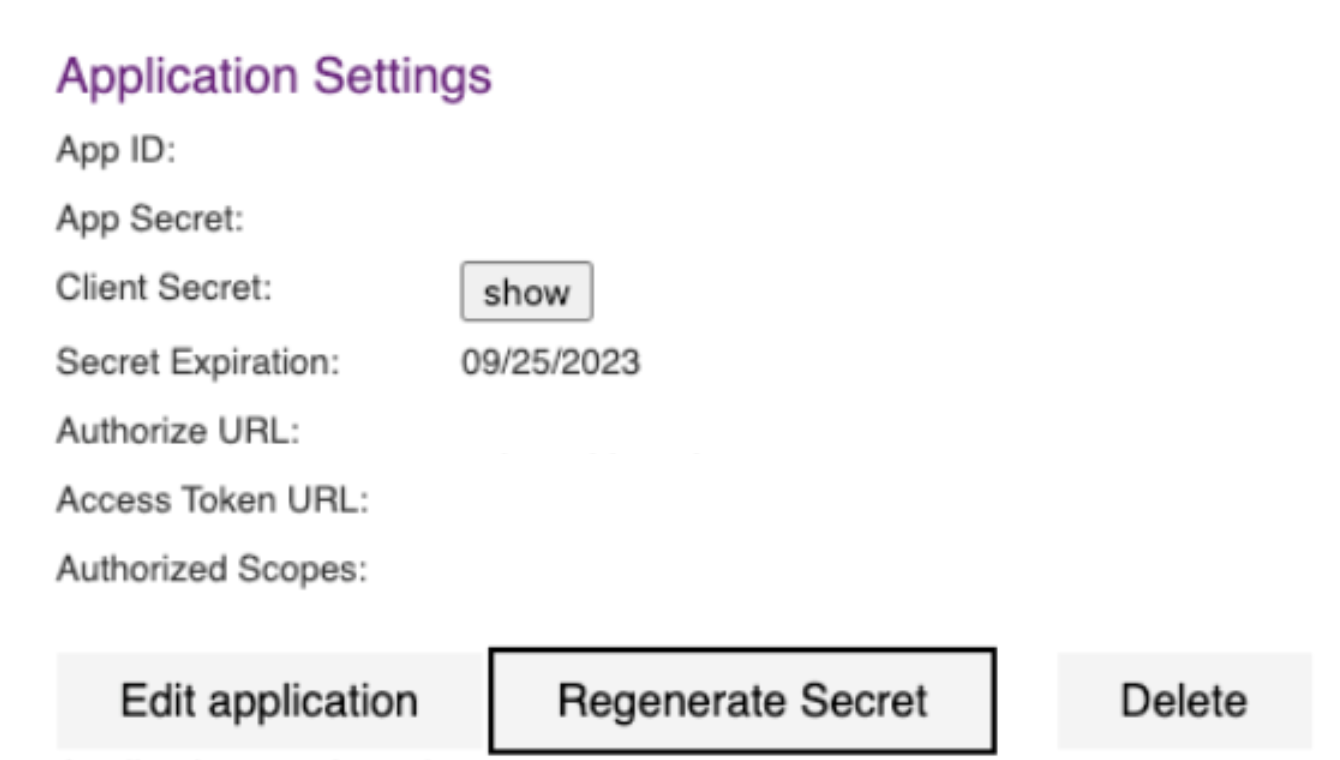 Application Settings
App ID:
App Secret:
Client Secret: show
Secret Expiration: 09/25/2023
Authorize URL:
Access Token URL:
Authorized Scopes:
Edit application Regenerate Secret Delete